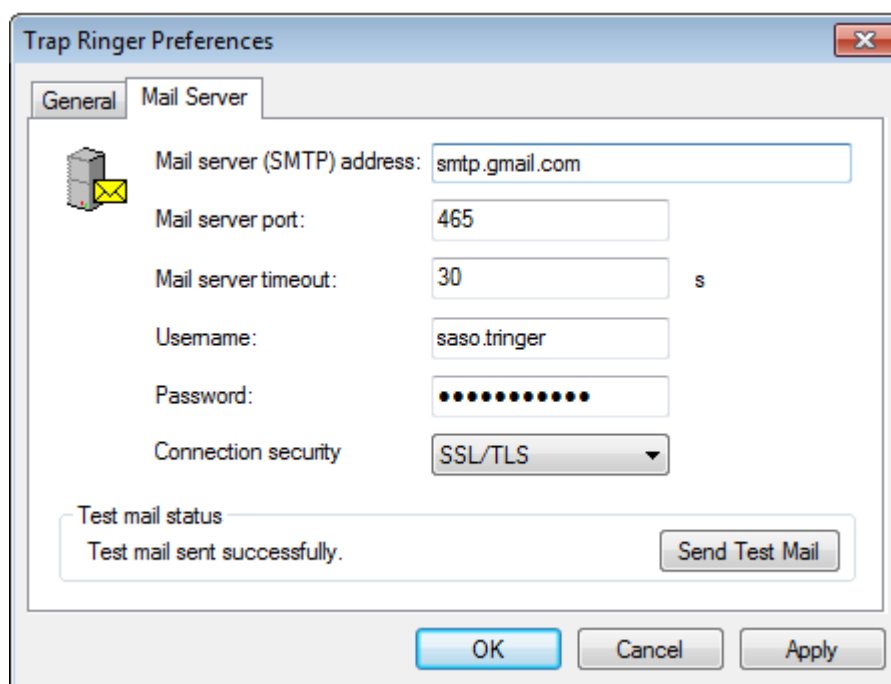 Trap Ringer Preferences
General Mail Server
Mail server (SMTP) address: smtp.gmail.com
Mail server port: 465
Mail server timeout: 30 s
Username: saso.tringer
Password: ●●●●●●●●●●●
Connection security SSL/TLS
Test mail status
Test mail sent successfully. Send Test Mail
OK Cancel Apply